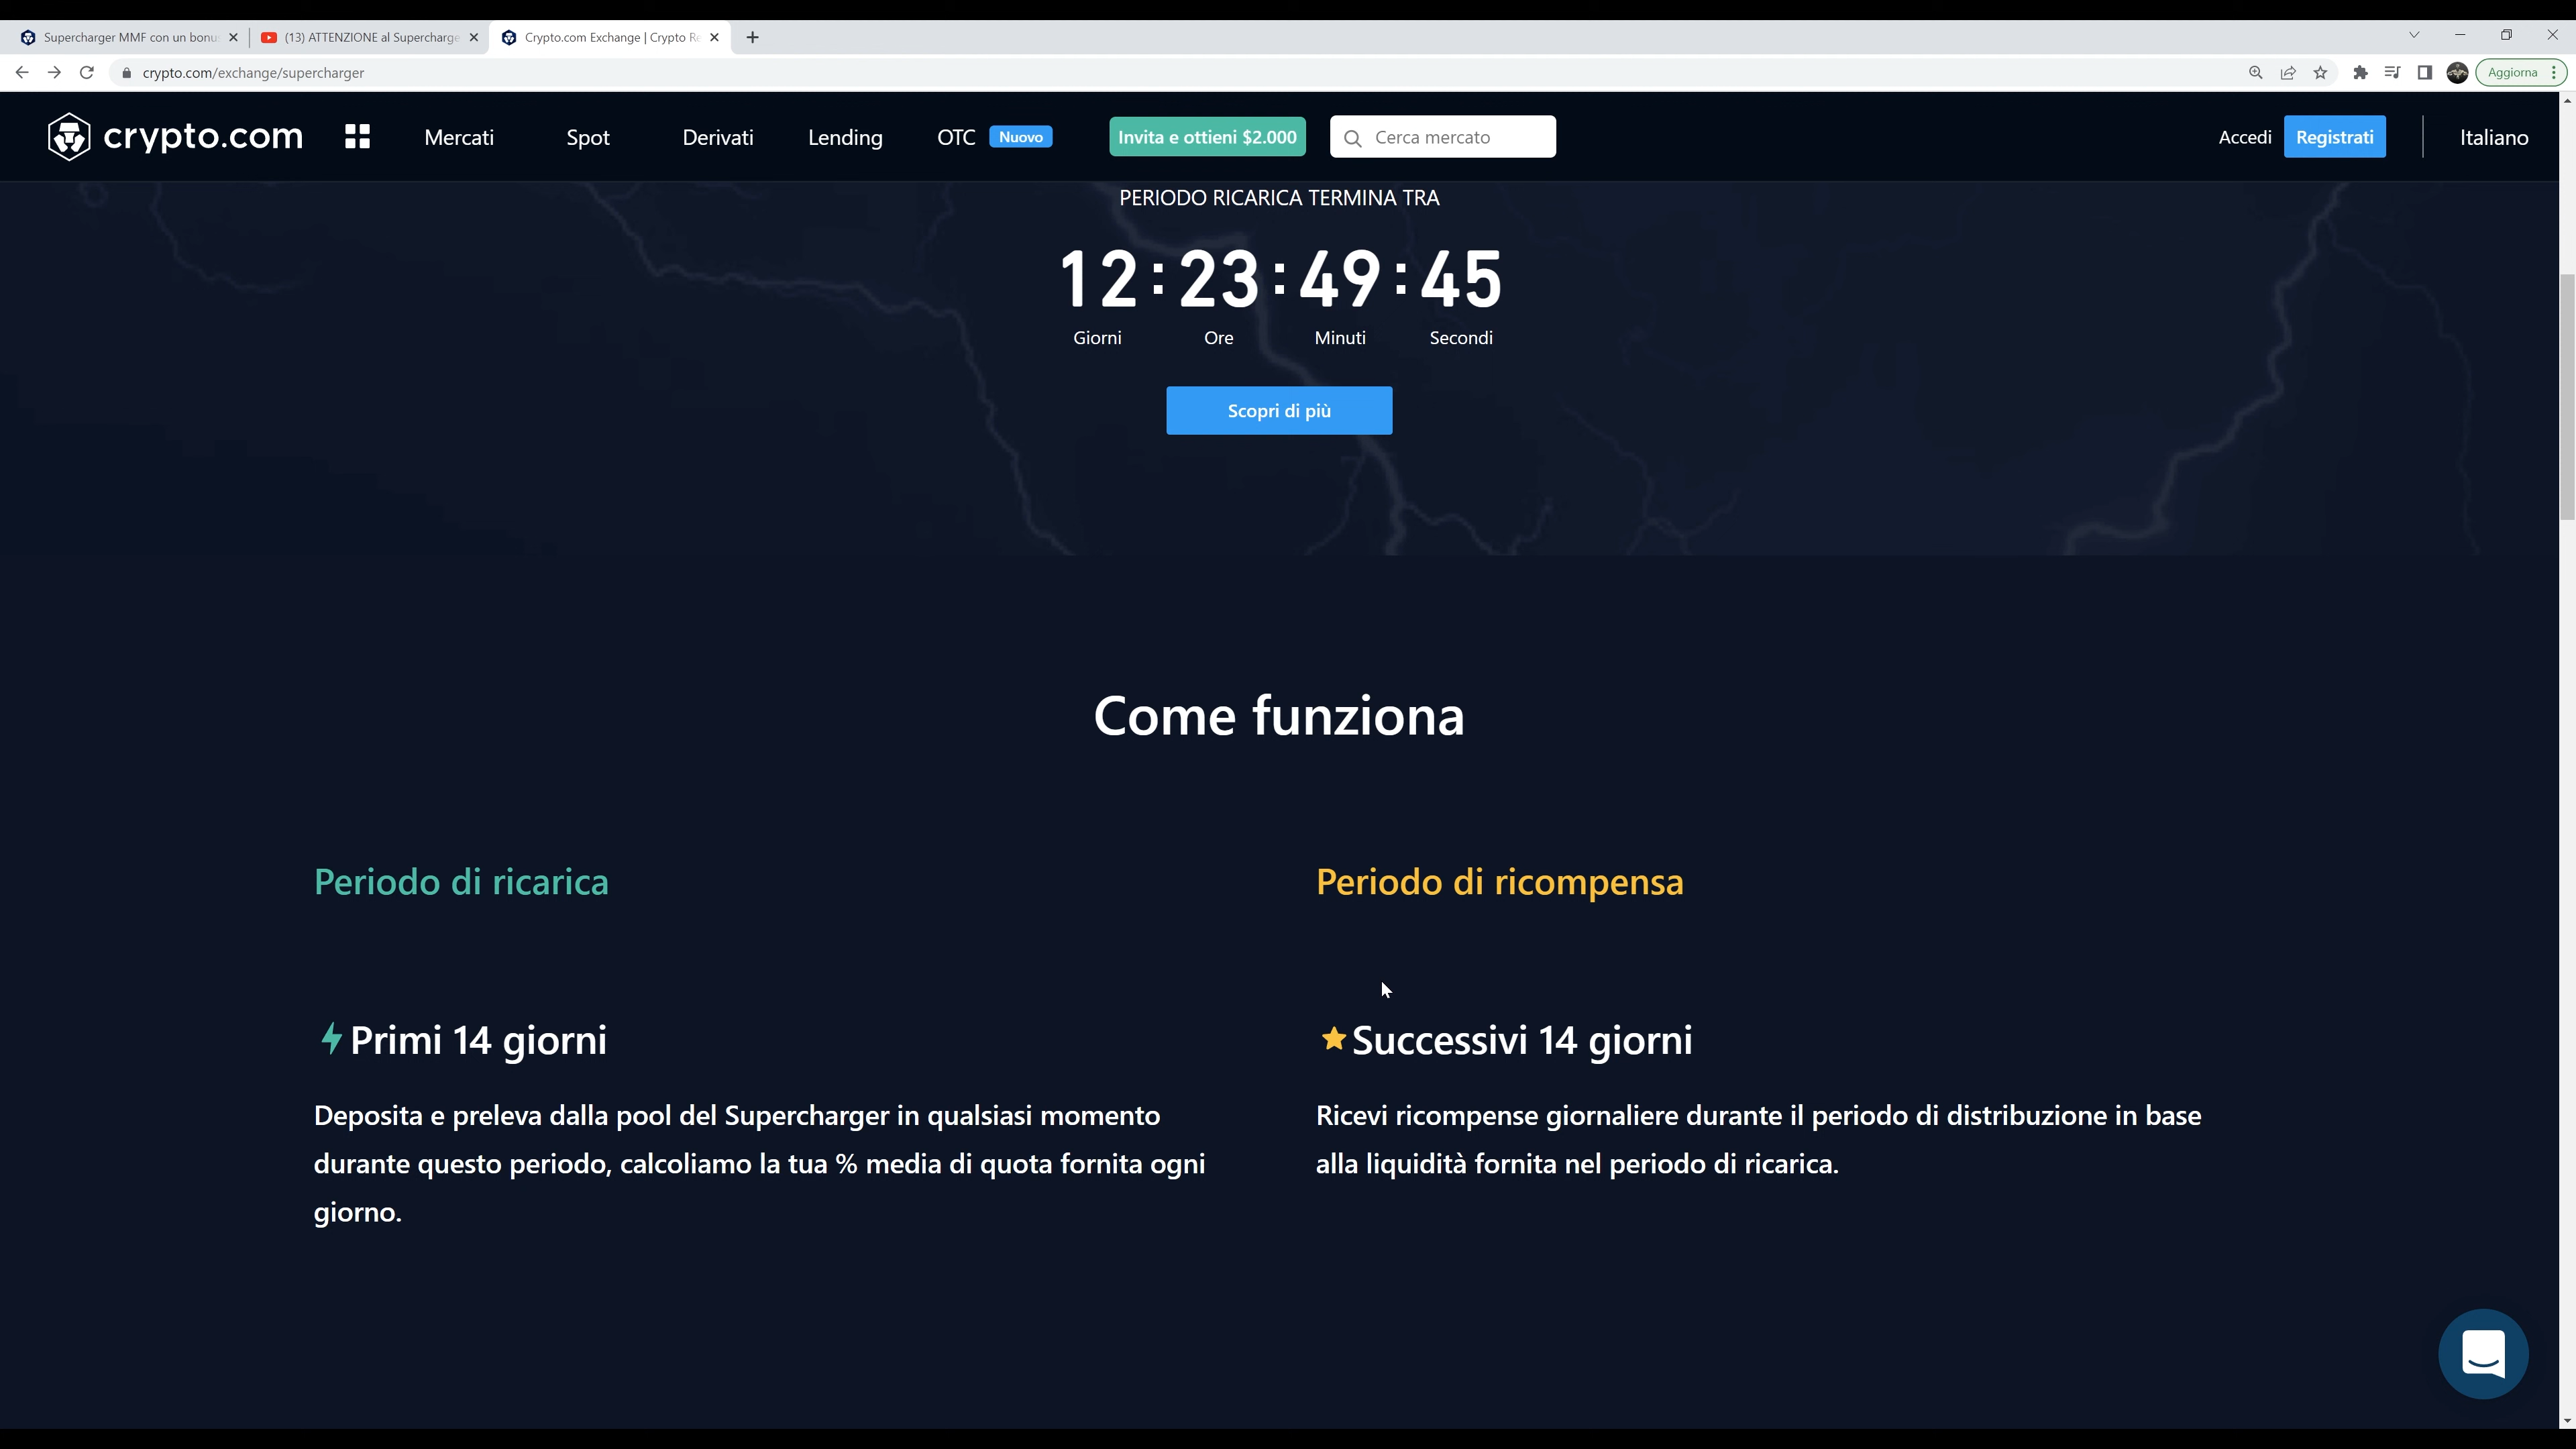 Supercharger MMF con un bonu
(13) ATTENZIONE al Supercharge
Crypto.com Exchange | Crypto Re
crypto.com/exchange/supercharger
Aggiorna
crypto.com
Mercati
Spot
Derivati
Lending
OTC Nuovo
Invita e ottieni $2.000
Cerca mercato
Accedi
Registrati
Italiano
PERIODO RICARICA TERMINA TRA
12:23:49:45
Giorni Ore Minuti Secondi
Scopri di più
Come funziona
Periodo di ricarica
Primi 14 giorni
Deposita e preleva dalla pool del Supercharger in qualsiasi momento
durante questo periodo, calcoliamo la tua % media di quota fornita ogni
giorno.
Periodo di ricompensa
Successivi 14 giorni
Ricevi ricompense giornaliere durante il periodo di distribuzione in base
alla liquidità fornita nel periodo di ricarica.